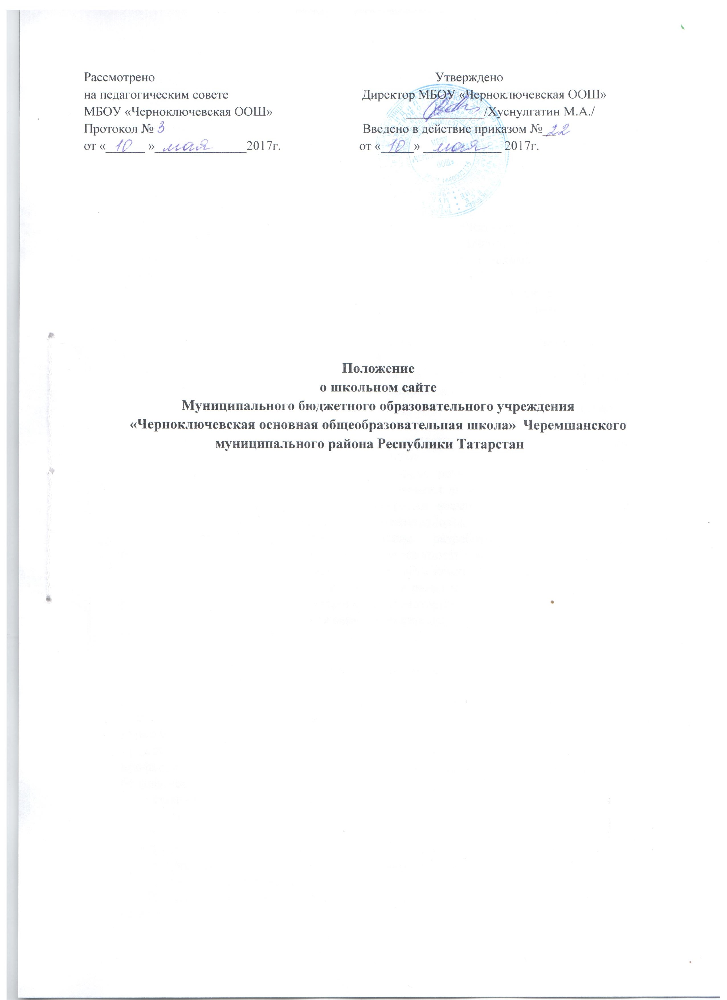 Рассмотрено
на педагогическим совете
МБОУ «Черноключевская ООШ»
Протокол № 3
от «10» мая 2017г.
Утверждено
Директор МБОУ «Черноключевская ООШ»
/Хуснулгатин М.А./
Введено в действие приказом № 22
от «10» мая 2017г.
ООШ»
Положение
о школьном сайте
Муниципального бюджетного образовательного учреждения
«Черноключевская основная общеобразовательная школа» Черемшанского
муниципального района Республики Татарстан